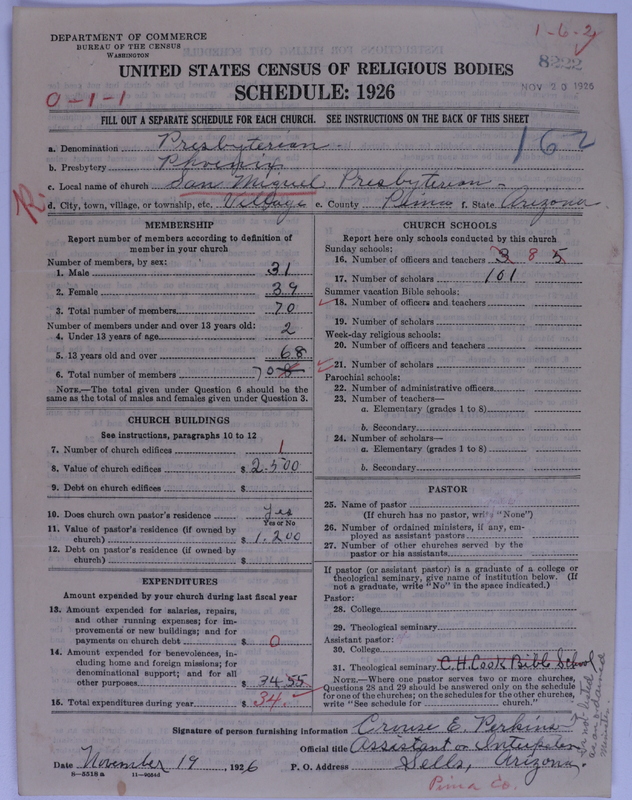 DEPARTMENT OF COMMERCE
BUREAU OF THE CENSUS
WASHINGTON
1-6-2
8222
NOV 20 1926
UNITED STATES CENSUS OF RELIGIOUS BODIES
SCHEDULE: 1926
0-1-1
FILL OUT A SEPARATE SCHEDULE FOR EACH CHURCH. SEE INSTRUCTIONS ON THE BACK OF THIS SHEET
162
a. Denomination Presbyterian
b. Presbytery Phoenix
c. Local name of church San Miguel Presbyterian
d. City, town, village, or township, etc. Village e. County Pima f. State Arizona
R.
MEMBERSHIP
Report number of members according to definition of
member in your church
Number of members, by sex:
1. Male 31
2. Female 39
3. Total number of members 70
Number of members under and over 13 years old:
4. Under 13 years of age 2
5. 13 years old and over 68
6. Total number of members 70
NOTE.—The total given under Question 6 should be the
same as the total of males and females given under Question 3.
CHURCH BUILDINGS
See instructions, paragraphs 10 to 12
7. Number of church edifices 1
8. Value of church edifices $ 2.500
9. Debt on church edifices $
10. Does church own pastor's residence Yes
Yes or No
11. Value of pastor's residence (if owned by
church) $ 1.200
12. Debt on pastor's residence (if owned by
church) $
EXPENDITURES
Amount expended by your church during last fiscal year
13. Amount expended for salaries, repairs,
and other running expenses; for im-
provements or new buildings; and for
payments on church debt $ 0
14. Amount expended for benevolences, in-
cluding home and foreign missions; for
denominational support; and for all
other purposes $ 34.55
15. Total expenditures during year $ 34.
CHURCH SCHOOLS
Report here only schools conducted by this church
Sunday schools:
16. Number of officers and teachers 3 8 5
17. Number of scholars 101
Summer vacation Bible schools:
18. Number of officers and teachers
19. Number of scholars
Week-day religious schools:
20. Number of officers and teachers
21. Number of scholars
Parochial schools:
22. Number of administrative officers
23. Number of teachers—
a. Elementary (grades 1 to 8)
b. Secondary
24. Number of scholars—
a. Elementary (grades 1 to 8)
b. Secondary
PASTOR
25. Name of pastor
(If church has no pastor, write "None")
26. Number of ordained ministers, if any, em-
ployed as assistant pastors
27. Number of other churches served by the
pastor or his assistants
If pastor (or assistant pastor) is a graduate of a college or
theological seminary, give name of institution below. (If
not a graduate, write "No" in the space indicated.)
Pastor:
28. College
29. Theological seminary
Assistant pastor:
30. College
31. Theological seminary C. H. Cook Bible School
NOTE.—Where one pastor serves two or more churches,
Questions 28 and 29 should be answered only on the schedule
for one of the churches; on the schedules for the other churches,
write "See schedule for church."
not listed
as an ordained
minister
Signature of person furnishing information Crouse E. Perkins
Official title Assistant or Interpreter
Date November 19, 1926 P. O. Address Sells, Arizona.
8-5518 a 11-9054d
Pima Co.